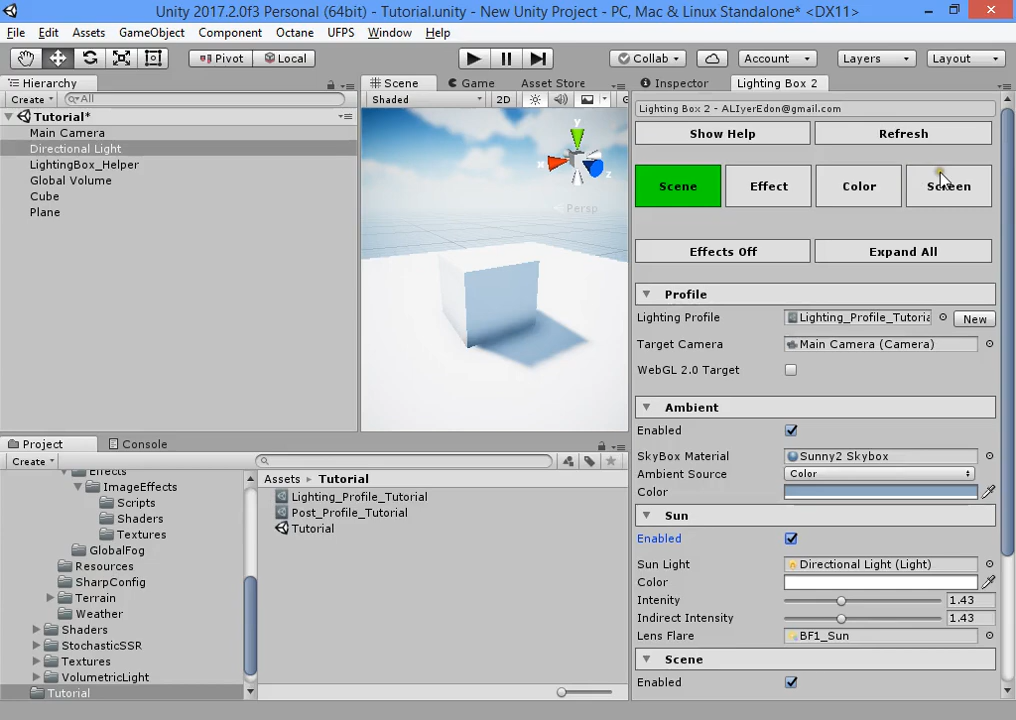 Unity 2017.2.0f3 Personal (64bit) - Tutorial.unity - New Unity Project - PC, Mac & Linux Standalone* <DX11>
File Edit Assets GameObject Component Octane UFPS Window Help
Pivot Local Collab Account Layers Layout
Hierarchy Scene Game Asset Store Inspector Lighting Box 2
Create All Shaded 2D
Lighting Box 2 - ALIyerEdon@gmail.com
Tutorial*
Main Camera
Directional Light
LightingBox_Helper
Global Volume
Cube
Plane
y
x
z
Persp
Show Help Refresh
Scene Effect Color Screen
Effects Off Expand All
Profile
Lighting Profile Lighting_Profile_Tutoria New
Target Camera Main Camera (Camera)
WebGL 2.0 Target
Ambient
Enabled
SkyBox Material Sunny2 Skybox
Ambient Source Color
Color
Sun
Enabled
Sun Light Directional Light (Light)
Color
Intenity 1.43
Indirect Intensity 1.43
Lens Flare BF1_Sun
Scene
Enabled
Project Console
Create
Effects
ImageEffects
Scripts
Shaders
Textures
GlobalFog
Resources
SharpConfig
Terrain
Weather
Shaders
StochasticSSR
Textures
VolumetricLight
Tutorial
Assets Tutorial
Lighting_Profile_Tutorial
Post_Profile_Tutorial
Tutorial